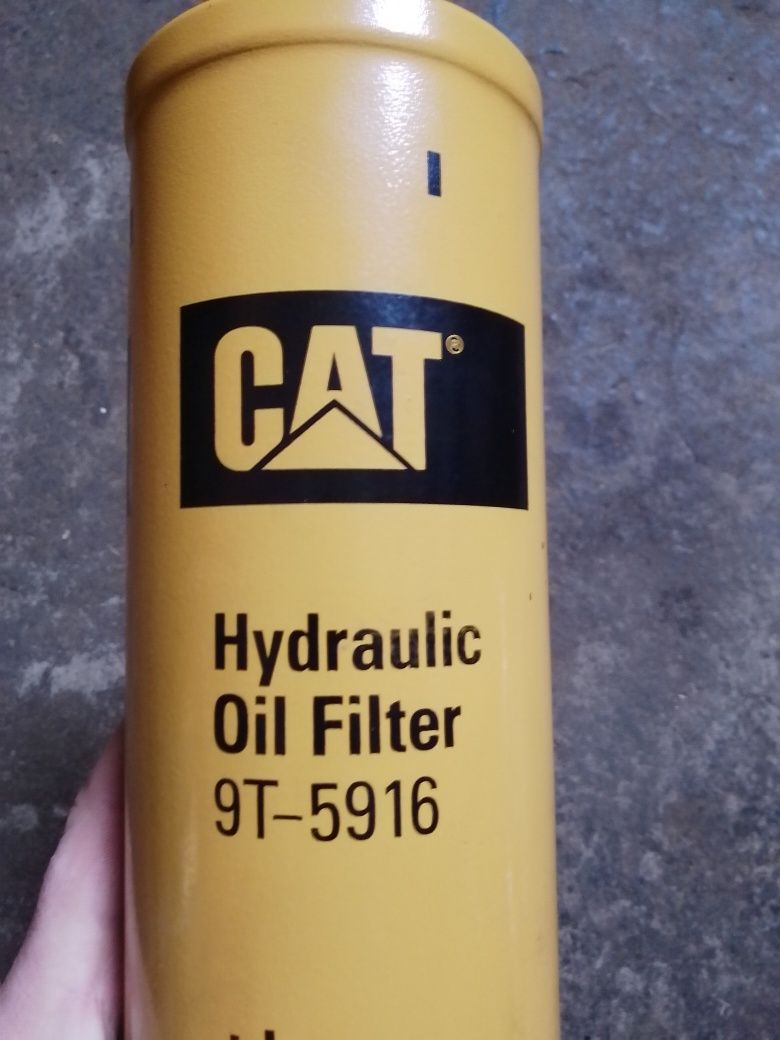 CAT®
Hydraulic
Oil Filter
9T-5916